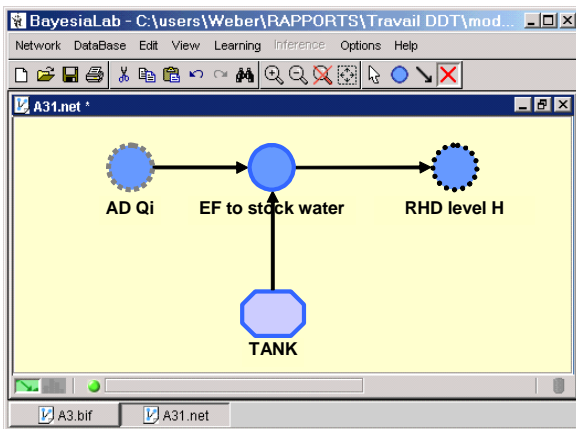 BayesiaLab - C:\users\Weber\RAPPORTS\Travail DDT\mod...
Network DataBase Edit View Learning Inference Options Help
A31.net *
AD Qi EF to stock water RHD level H
TANK
A3.bif A31.net